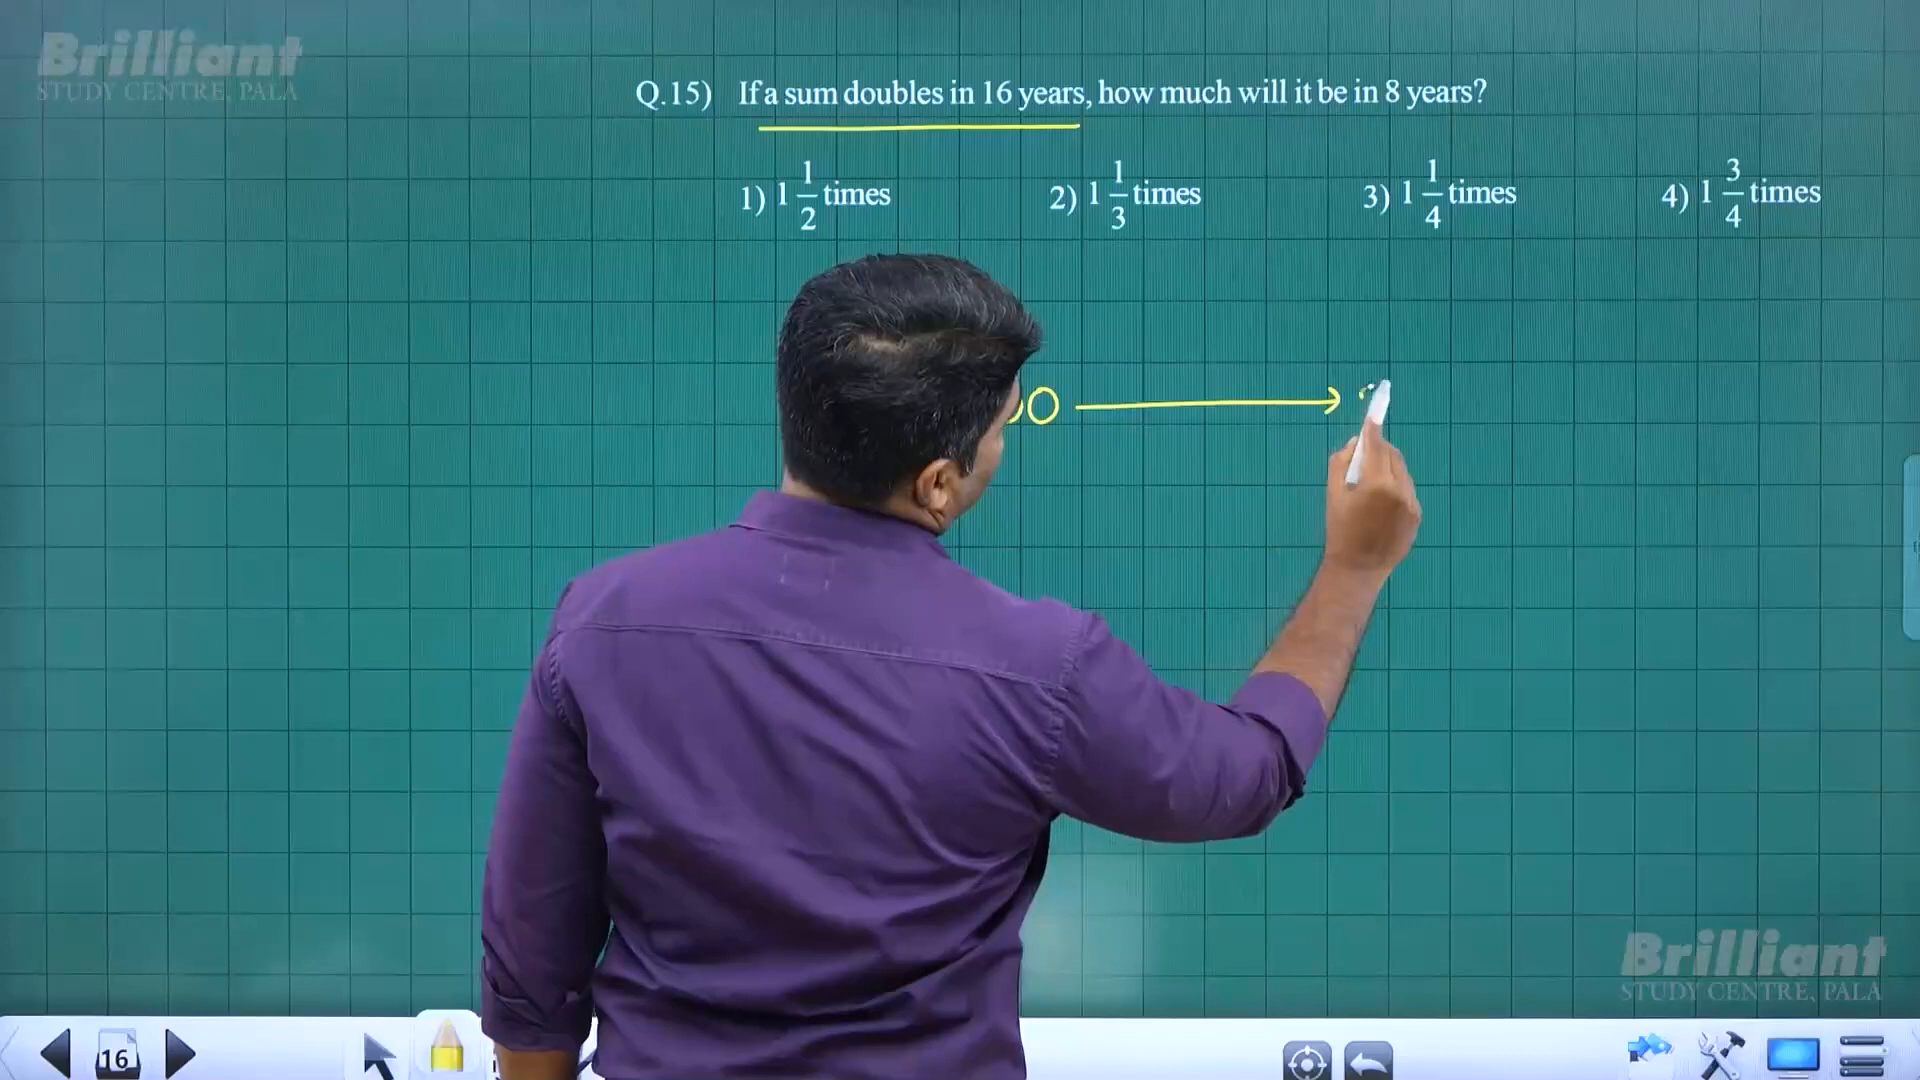 Brilliant
STUDY CENTRE, PALA
Q.15) If a sum doubles in 16 years, how much will it be in 8 years?
1) 1 1/2 times 2) 1 1/3 times 3) 1 1/4 times 4) 1 3/4 times
Brilliant
STUDY CENTRE, PALA
16